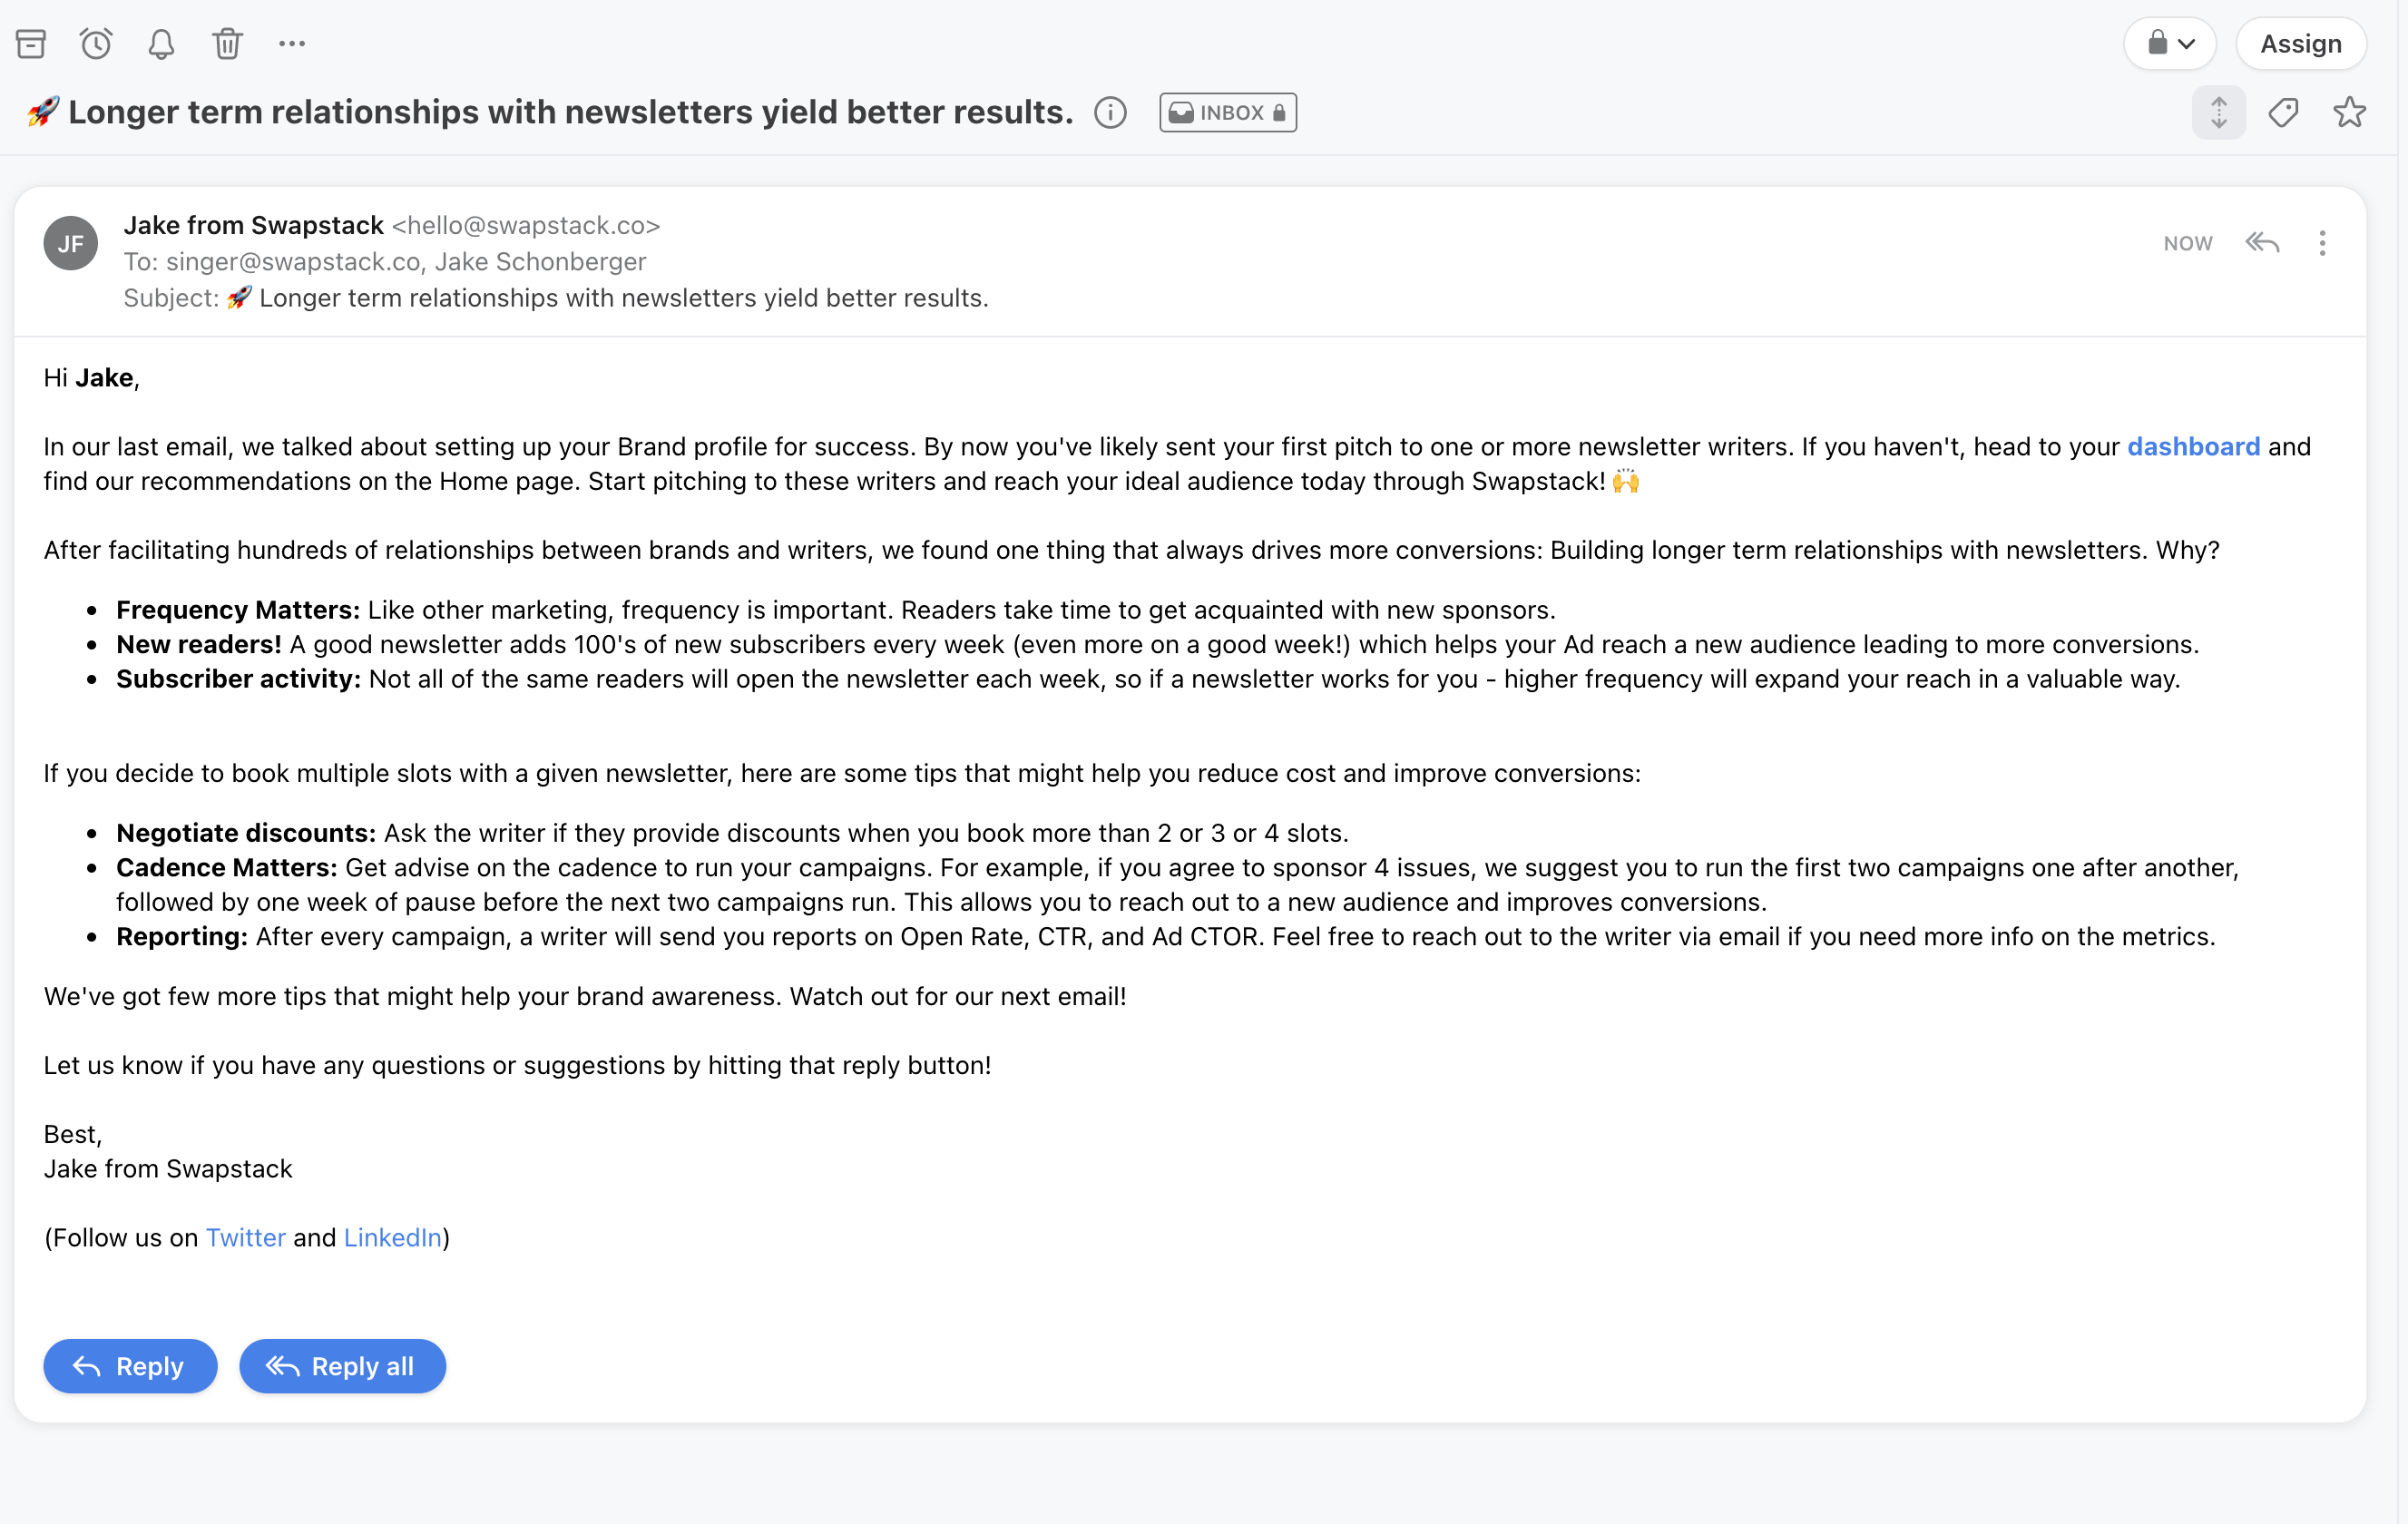 Assign
🚀 Longer term relationships with newsletters yield better results.
INBOX
JF
Jake from Swapstack <hello@swapstack.co>
NOW
To: singer@swapstack.co, Jake Schonberger
Subject: 🚀 Longer term relationships with newsletters yield better results.
Hi Jake,
In our last email, we talked about setting up your Brand profile for success. By now you've likely sent your first pitch to one or more newsletter writers. If you haven't, head to your dashboard and
find our recommendations on the Home page. Start pitching to these writers and reach your ideal audience today through Swapstack! 🙌
After facilitating hundreds of relationships between brands and writers, we found one thing that always drives more conversions: Building longer term relationships with newsletters. Why?
• Frequency Matters: Like other marketing, frequency is important. Readers take time to get acquainted with new sponsors.
• New readers! A good newsletter adds 100's of new subscribers every week (even more on a good week!) which helps your Ad reach a new audience leading to more conversions.
• Subscriber activity: Not all of the same readers will open the newsletter each week, so if a newsletter works for you - higher frequency will expand your reach in a valuable way.
If you decide to book multiple slots with a given newsletter, here are some tips that might help you reduce cost and improve conversions:
• Negotiate discounts: Ask the writer if they provide discounts when you book more than 2 or 3 or 4 slots.
• Cadence Matters: Get advise on the cadence to run your campaigns. For example, if you agree to sponsor 4 issues, we suggest you to run the first two campaigns one after another,
followed by one week of pause before the next two campaigns run. This allows you to reach out to a new audience and improves conversions.
• Reporting: After every campaign, a writer will send you reports on Open Rate, CTR, and Ad CTOR. Feel free to reach out to the writer via email if you need more info on the metrics.
We've got few more tips that might help your brand awareness. Watch out for our next email!
Let us know if you have any questions or suggestions by hitting that reply button!
Best,
Jake from Swapstack
(Follow us on Twitter and LinkedIn)
Reply
Reply all